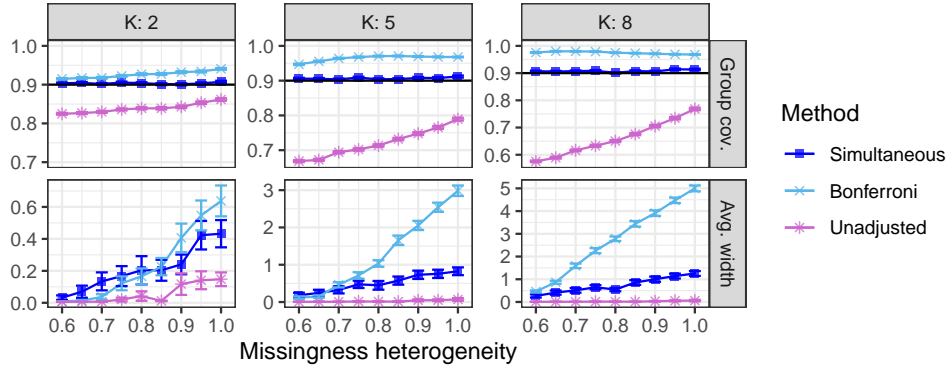 K: 2
K: 5
K: 8
1.0
0.9
0.8
0.7
1.0
0.9
0.8
0.7
1.0
0.9
0.8
0.7
0.6
Group cov.
0.6
0.4
0.2
0.0
3
2
1
0
5
4
3
2
1
0
Avg. width
0.6 0.7 0.8 0.9 1.0
0.6 0.7 0.8 0.9 1.0
0.6 0.7 0.8 0.9 1.0
Missingness heterogeneity
Method
Simultaneous
Bonferroni
Unadjusted